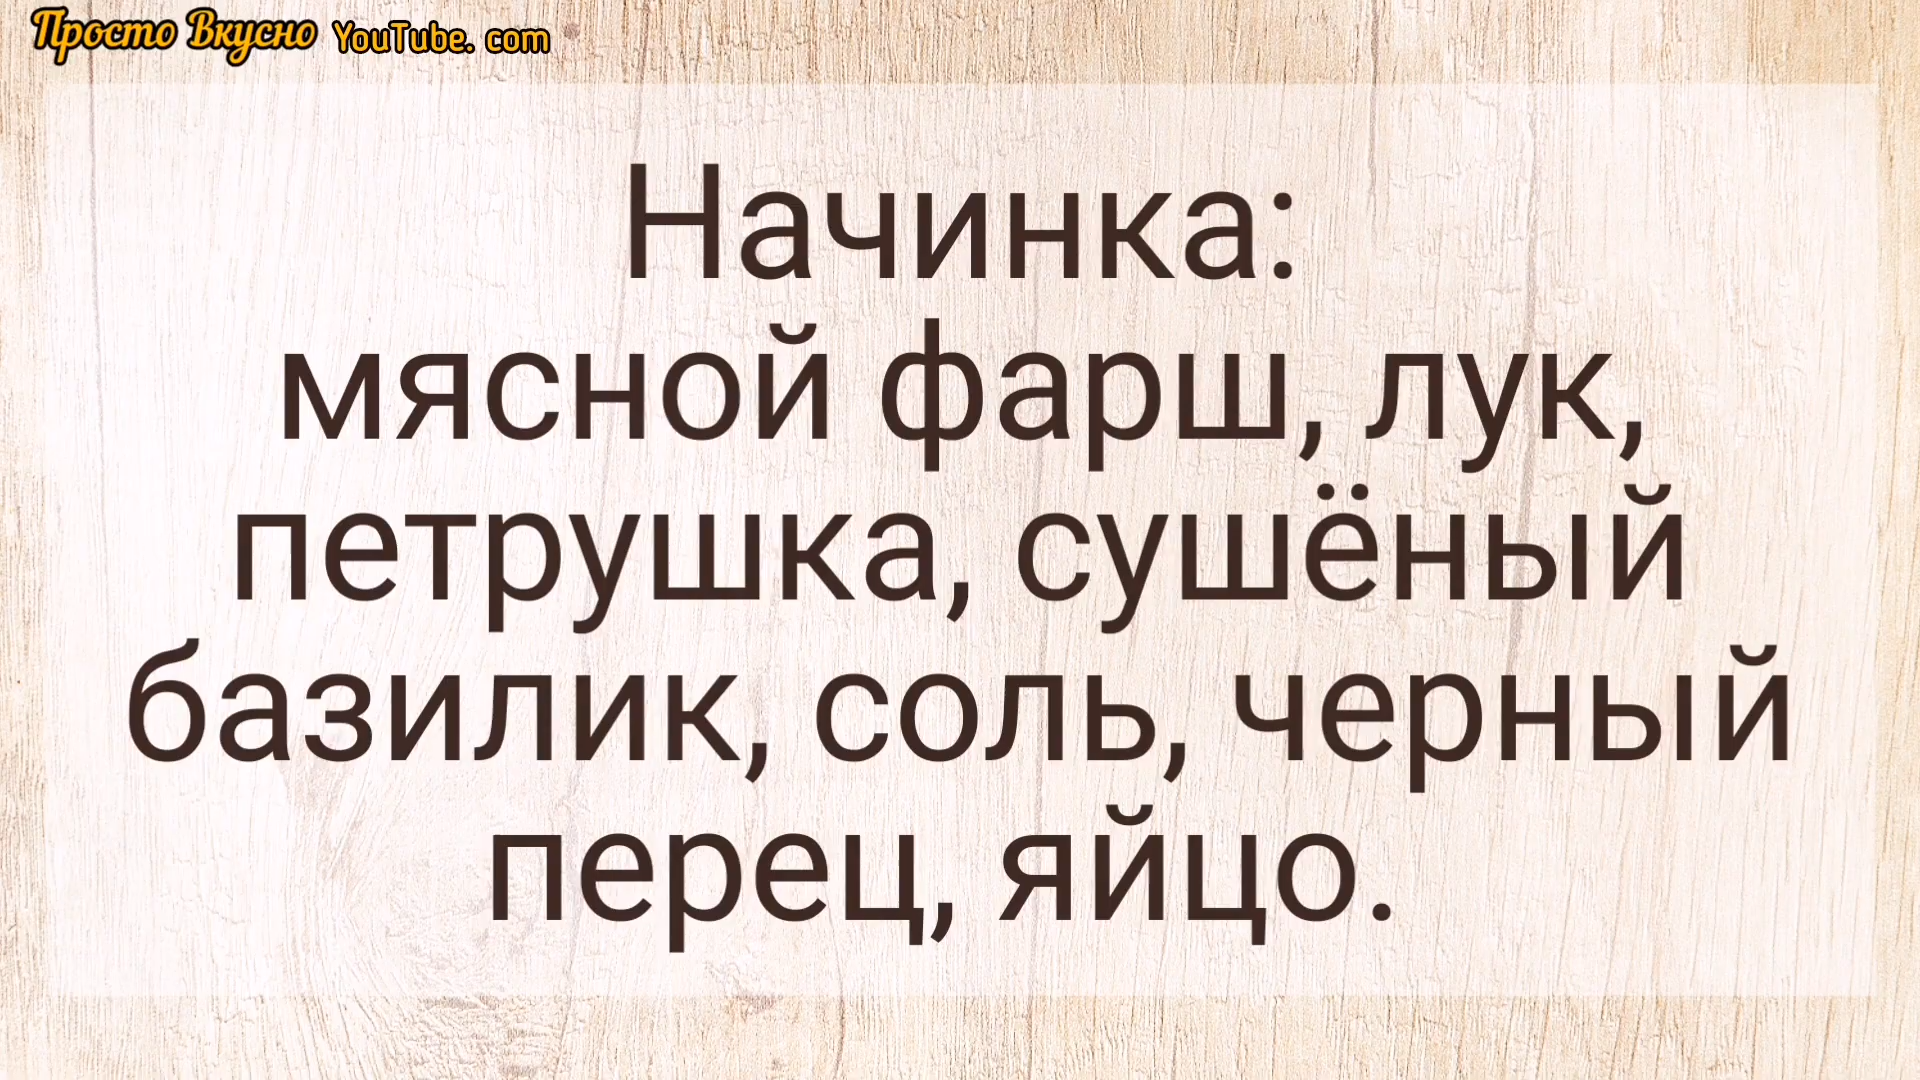 Просто Вкусно YouTube. com
Начинка:
мясной фарш, лук,
петрушка, сушёный
базилик, соль, черный
перец, яйцо.